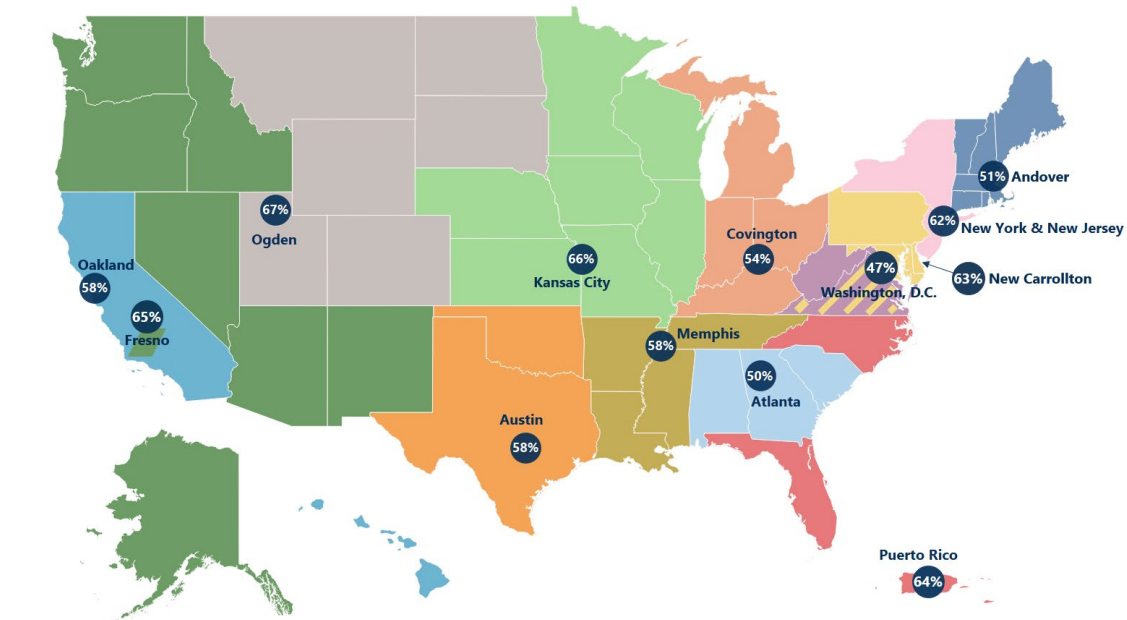 51% Andover
67%
Ogden
62% New York & New Jersey
Covington
54%
66%
Kansas City
47%
Washington, D.C.
63% New Carrollton
Oakland
58%
65%
Fresno
Memphis
58%
50%
Atlanta
Austin
58%
Puerto Rico
64%